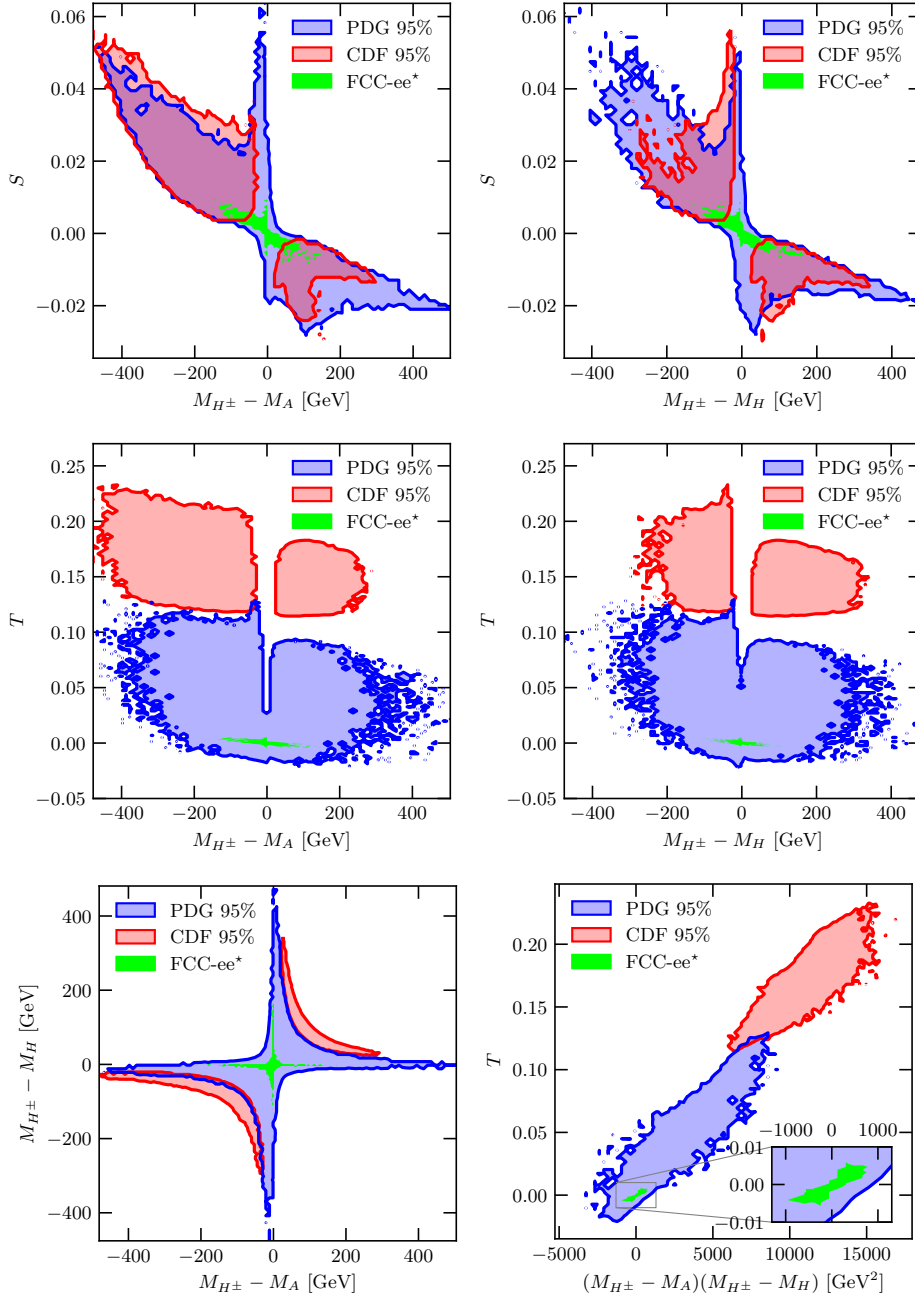 0.06
0.04
0.02
0.00
−0.02
S
−400 −200 0 200 400
M_{H±} − M_A [GeV]
PDG 95%
CDF 95%
FCC-ee⋆
0.06
0.04
0.02
0.00
−0.02
S
−400 −200 0 200 400
M_{H±} − M_H [GeV]
PDG 95%
CDF 95%
FCC-ee⋆
0.25
0.20
0.15
0.10
0.05
0.00
−0.05
T
−400 −200 0 200 400
M_{H±} − M_A [GeV]
PDG 95%
CDF 95%
FCC-ee⋆
0.25
0.20
0.15
0.10
0.05
0.00
−0.05
T
−400 −200 0 200 400
M_{H±} − M_H [GeV]
PDG 95%
CDF 95%
FCC-ee⋆
400
200
0
−200
−400
M_{H±} − M_H [GeV]
−400 −200 0 200 400
M_{H±} − M_A [GeV]
PDG 95%
CDF 95%
FCC-ee⋆
0.20
0.15
0.10
0.05
0.00
T
−5000 0 5000 10000 15000
(M_{H±} − M_A)(M_{H±} − M_H) [GeV²]
PDG 95%
CDF 95%
FCC-ee⋆
−1000 0 1000
0.01
0.00
−0.01